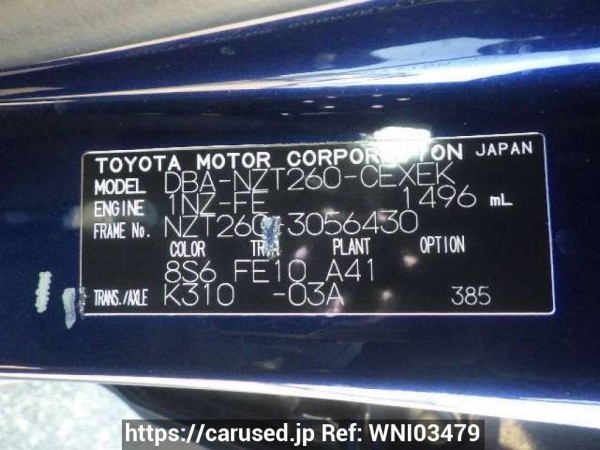 TOYOTA MOTOR CORPORATION JAPAN
MODEL DBA-NZT260-CEXEK
ENGINE 1NZ-FE 1496 mL
FRAME No. NZT260-3056430
COLOR TRIM PLANT OPTION
8S6 FE10 A41
TRANS./AXLE K310 -03A 385
https://carused.jp Ref: WNI03479